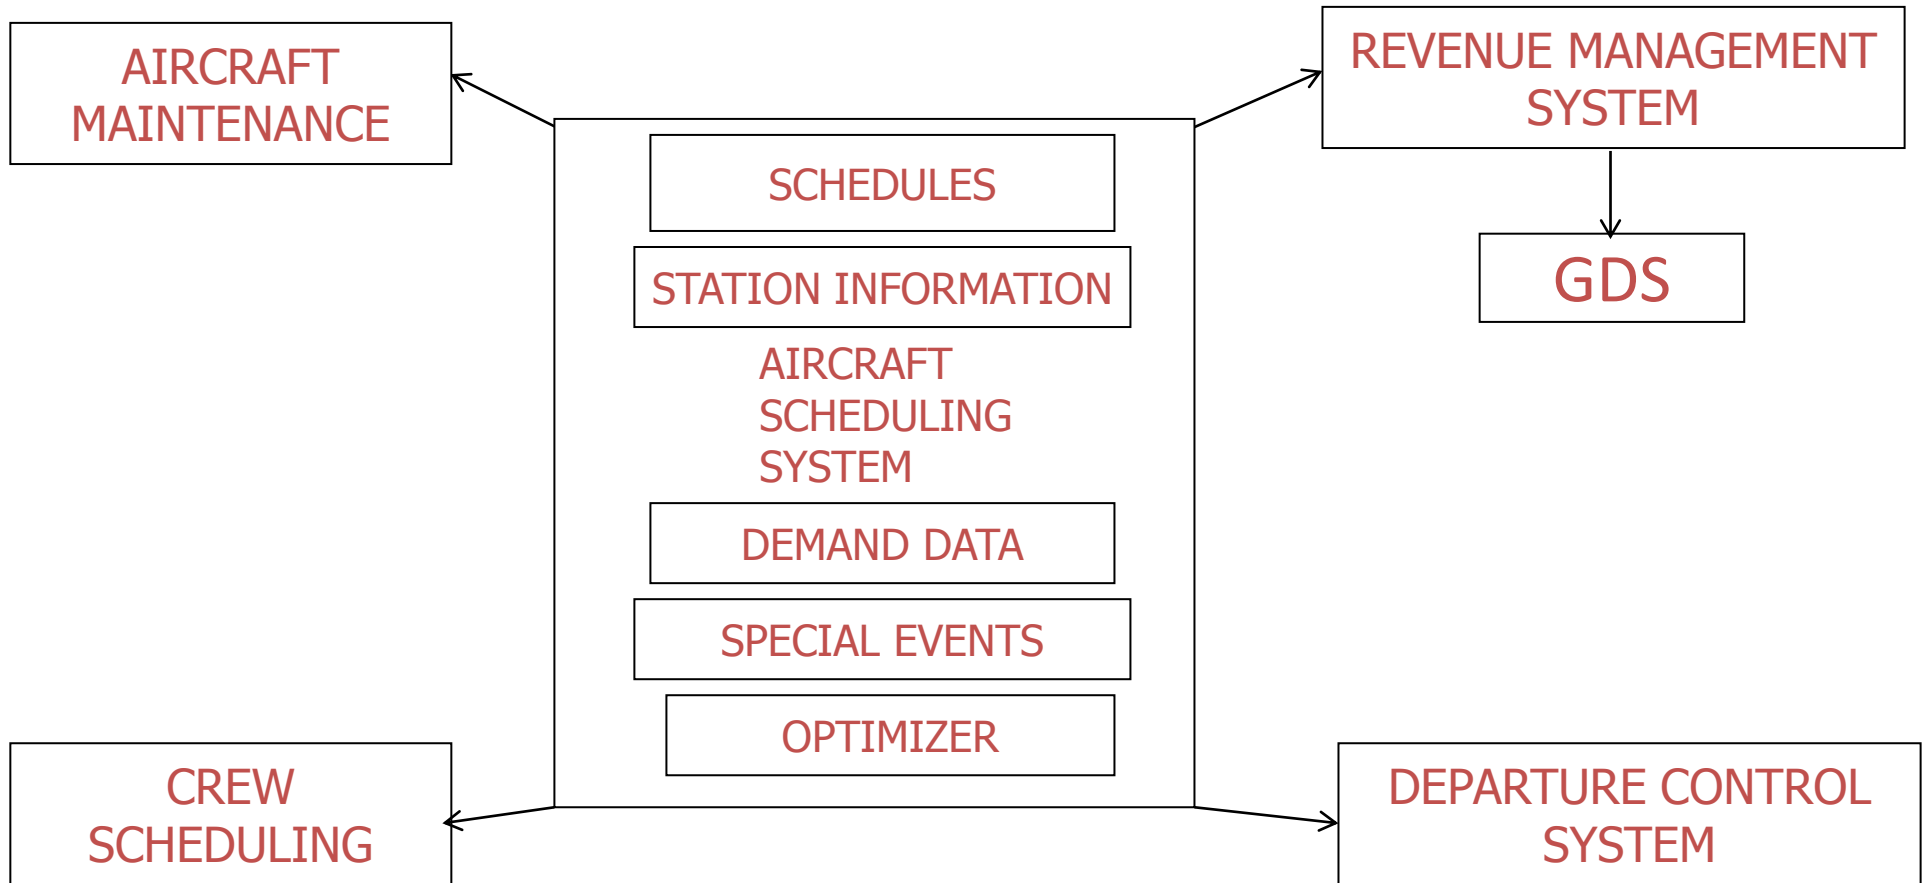 AIRCRAFT
MAINTENANCE
REVENUE MANAGEMENT
SYSTEM
SCHEDULES
STATION INFORMATION
GDS
AIRCRAFT
SCHEDULING
SYSTEM
DEMAND DATA
SPECIAL EVENTS
OPTIMIZER
CREW
SCHEDULING
DEPARTURE CONTROL
SYSTEM